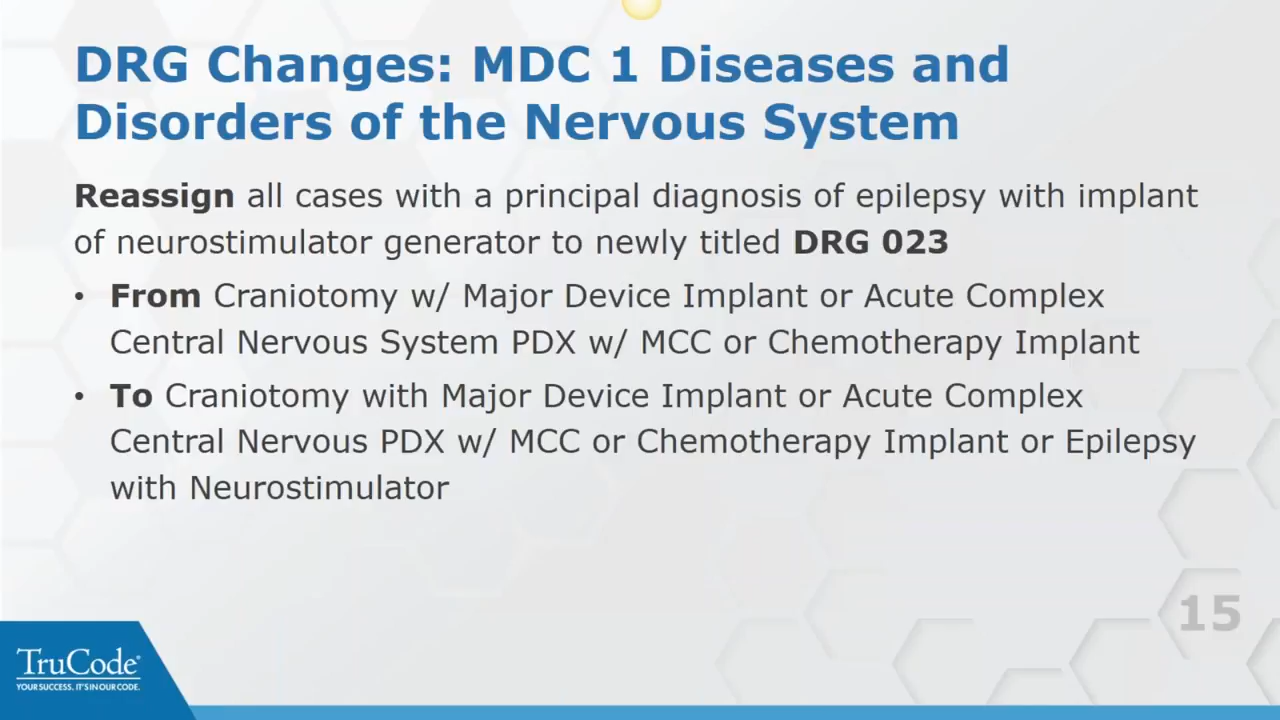 DRG Changes: MDC 1 Diseases and
Disorders of the Nervous System
Reassign all cases with a principal diagnosis of epilepsy with implant
of neurostimulator generator to newly titled DRG 023
• From Craniotomy w/ Major Device Implant or Acute Complex
Central Nervous System PDX w/ MCC or Chemotherapy Implant
• To Craniotomy with Major Device Implant or Acute Complex
Central Nervous PDX w/ MCC or Chemotherapy Implant or Epilepsy
with Neurostimulator
15
TruCode®
YOUR SUCCESS. IT'S IN OUR CODE.